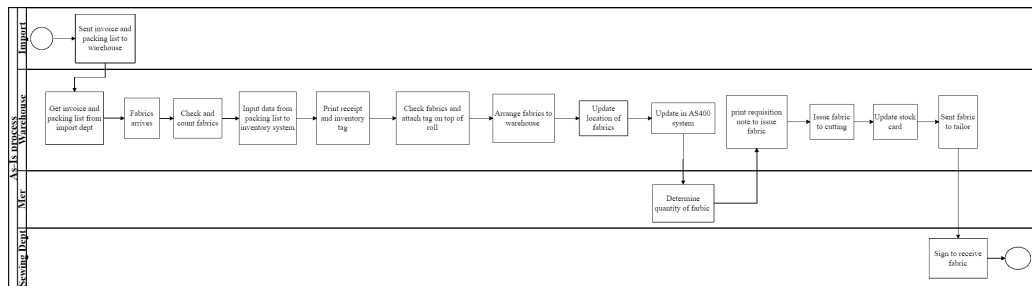 As-Is process
Import
Sent invoice and
packing list to
warehouse
Warehouse
Get invoice and
packing list from
import dept
Fabrics
arrives
Check and
count fabrics
Input data from
packing list to
inventory system
Print receipt
and inventory
tag
Check fabrics and
attach tag on top of
roll
Arrange fabrics to
warehouse
Update
location of
fabrics
Update in AS400
system
print requisition
note to issue
fabric
Issue fabric
to cutting
Update stock
card
Sent fabric
to tailor
Mer
Determine
quantity of farbic
Sewing Dept
Sign to receive
fabric